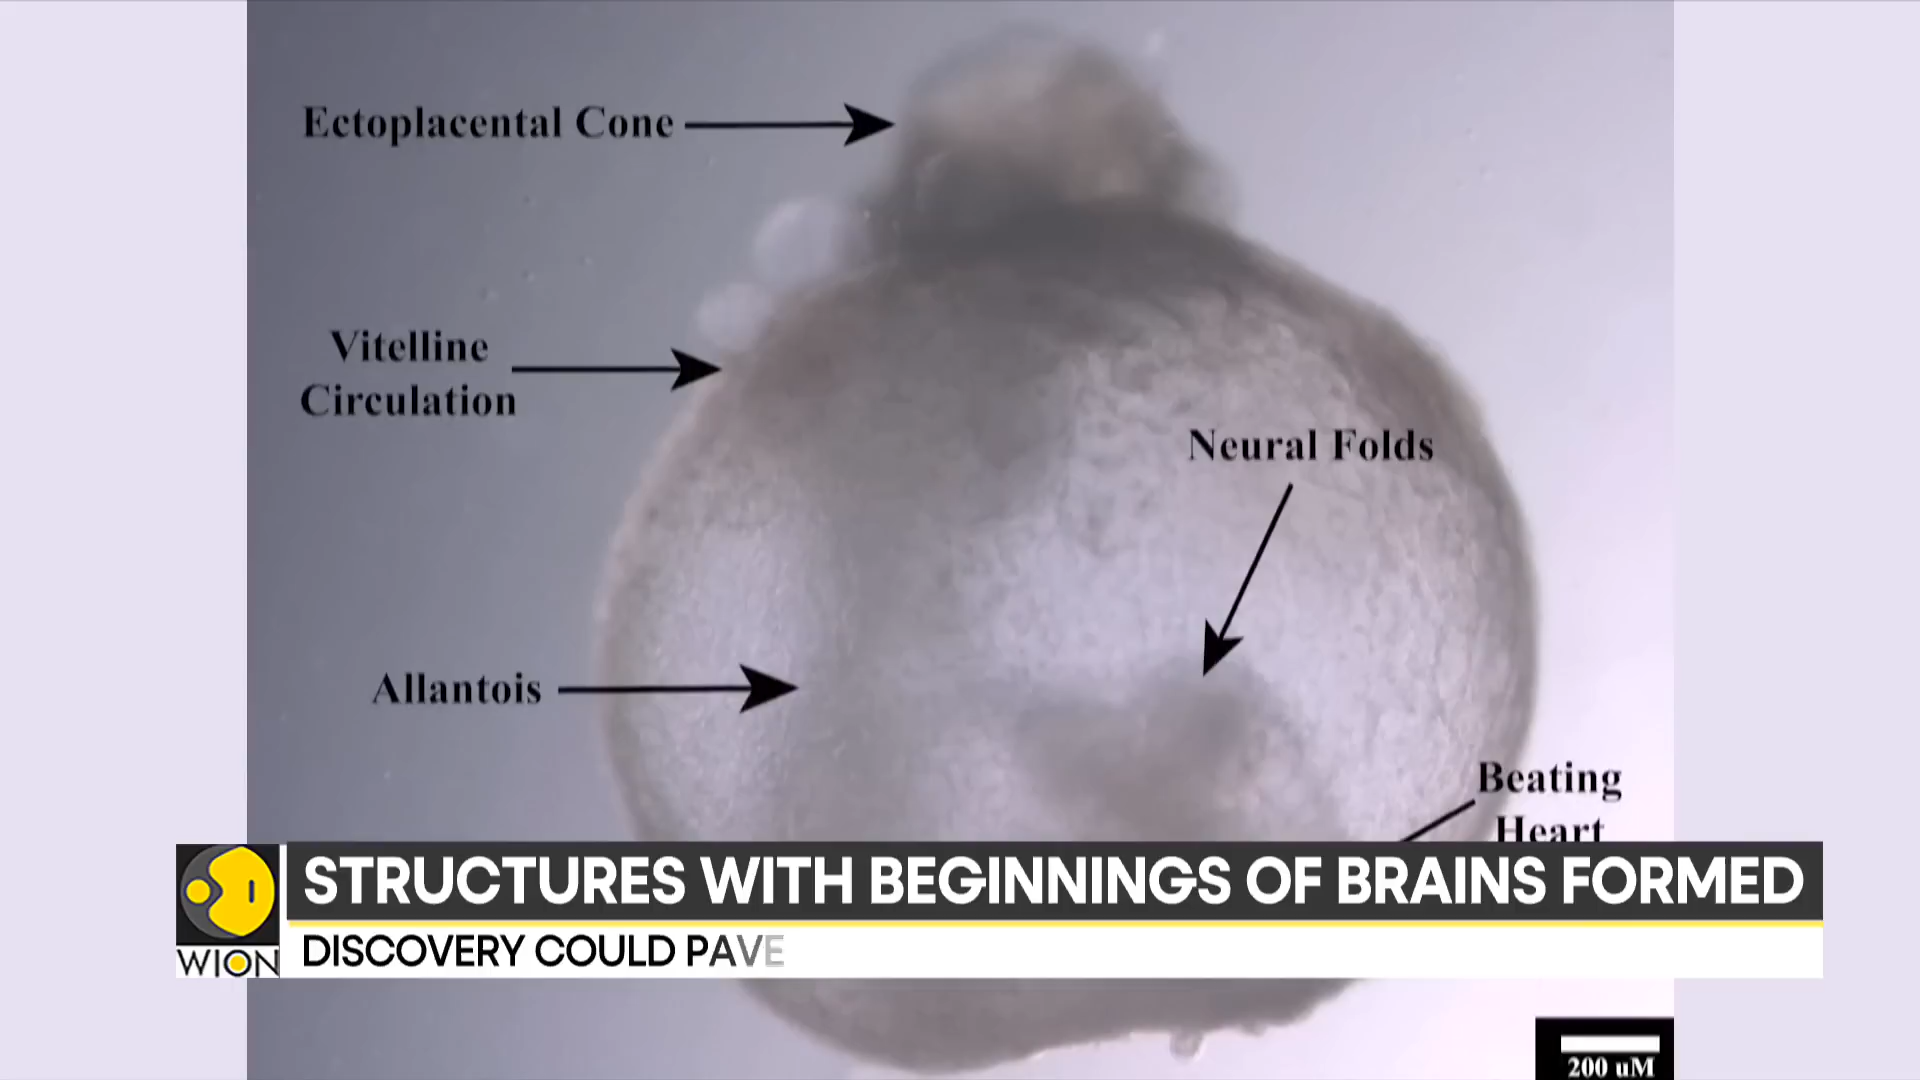 Ectoplacental Cone
Vitelline
Circulation
Neural Folds
Allantois
Beating
Heart
STRUCTURES WITH BEGINNINGS OF BRAINS FORMED
DISCOVERY COULD PAVE
WION
200 uM